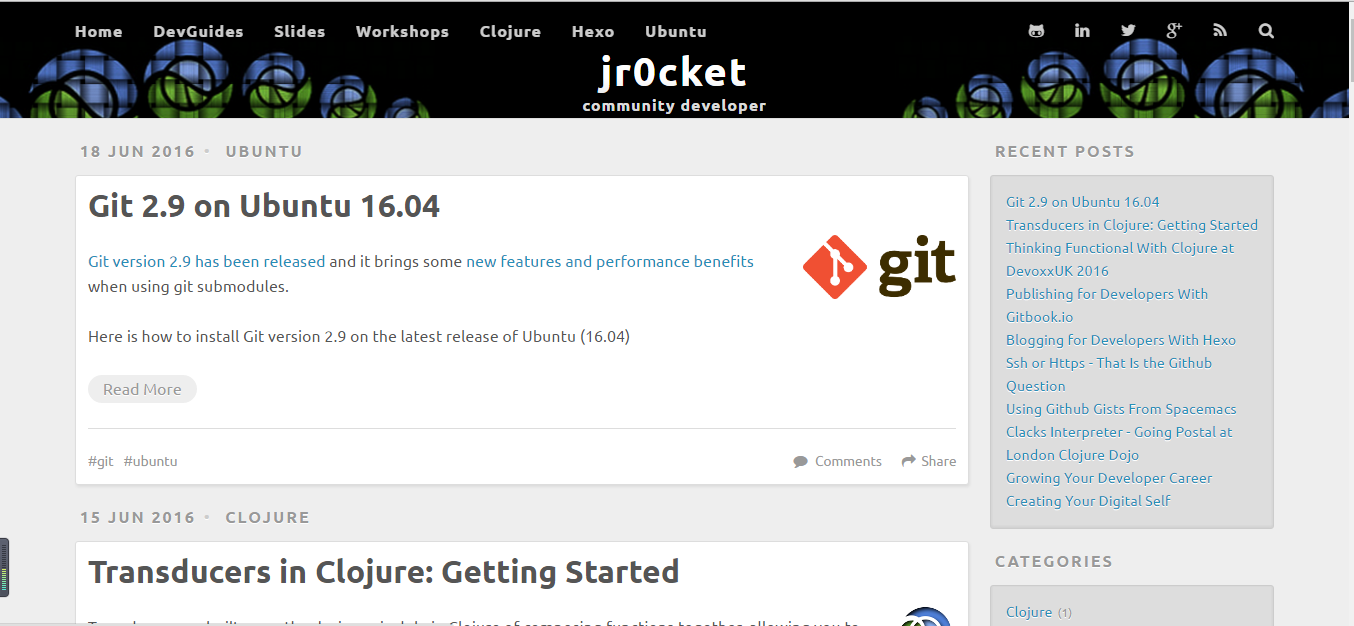 Home DevGuides Slides Workshops Clojure Hexo Ubuntu
jr0cket
community developer
18 JUN 2016 • UBUNTU
Git 2.9 on Ubuntu 16.04
Git version 2.9 has been released and it brings some new features and performance benefits
when using git submodules.
git
Here is how to install Git version 2.9 on the latest release of Ubuntu (16.04)
Read More
#git #ubuntu
Comments Share
15 JUN 2016 • CLOJURE
Transducers in Clojure: Getting Started
RECENT POSTS
Git 2.9 on Ubuntu 16.04
Transducers in Clojure: Getting Started
Thinking Functional With Clojure at
DevoxxUK 2016
Publishing for Developers With
Gitbook.io
Blogging for Developers With Hexo
Ssh or Https - That Is the Github
Question
Using Github Gists From Spacemacs
Clacks Interpreter - Going Postal at
London Clojure Dojo
Growing Your Developer Career
Creating Your Digital Self
CATEGORIES
Clojure (1)